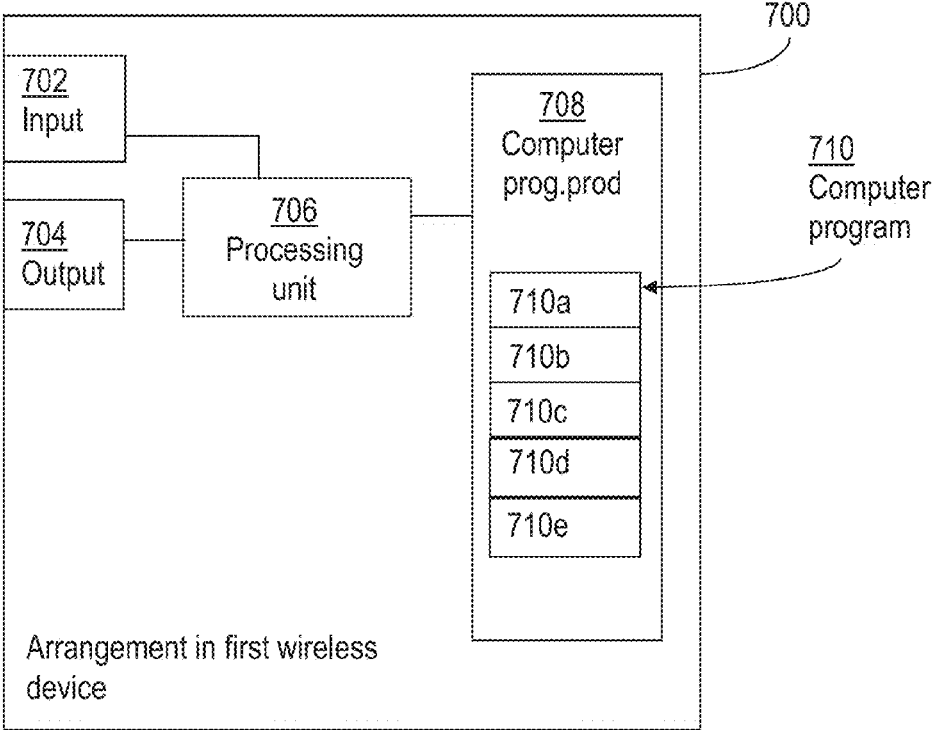 700
702
Input
704
Output
706
Processing
unit
708
Computer
prog.prod
710
Computer
program
710a
710b
710c
710d
710e
Arrangement in first wireless
device